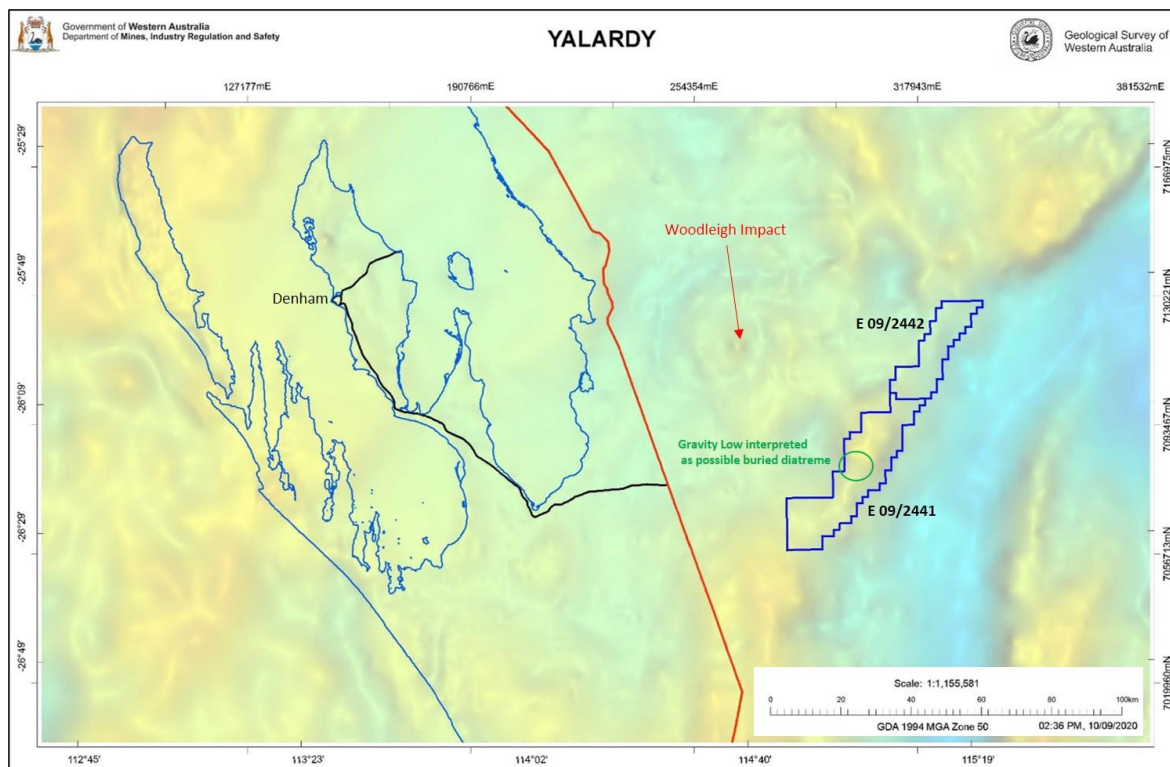 Government of Western Australia
Department of Mines, Industry Regulation and Safety
YALARDY
Geological Survey of
Western Australia
127177mE
190766mE
254354mE
317943mE
381532mE
-25°29'
-25°49'
-26°09'
-26°29'
-26°49'
7166975mN
7130221mN
7093467mN
7056713mN
7019960mN
Woodleigh Impact
Denham
E 09/2442
Gravity Low interpreted
as possible buried diatreme
E 09/2441
Scale: 1:1,155,581
0 20 40 60 80 100km
GDA 1994 MGA Zone 50
02:36 PM, 10/09/2020
112°45'
113°23'
114°02'
114°40'
115°19'